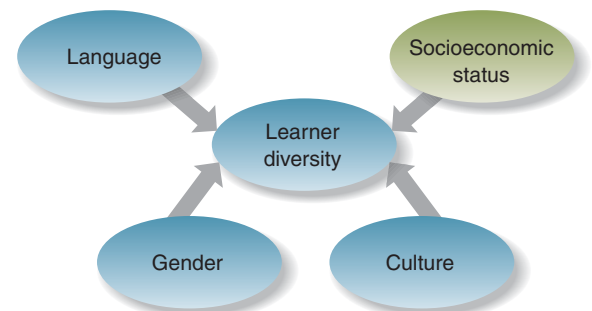 Language
Socioeconomic
status
Learner
diversity
Gender
Culture